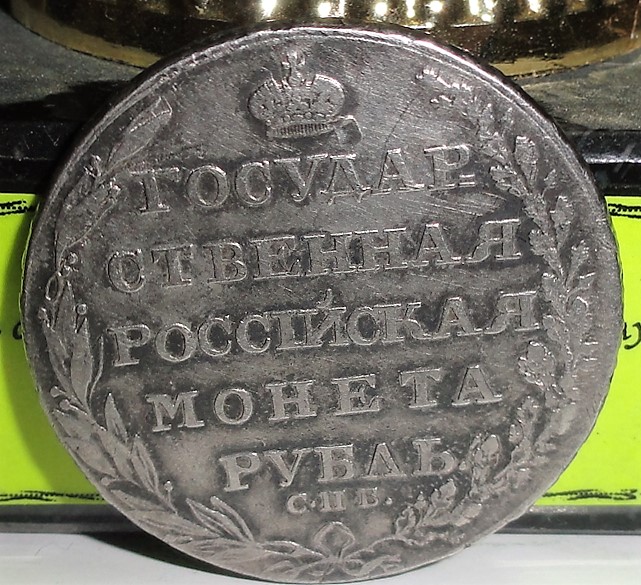 ГОСУДАР
СТВЕННАЯ
РОССІЙСКАЯ
МОНЕТА
РУБЛЬ.
С.П.Б.